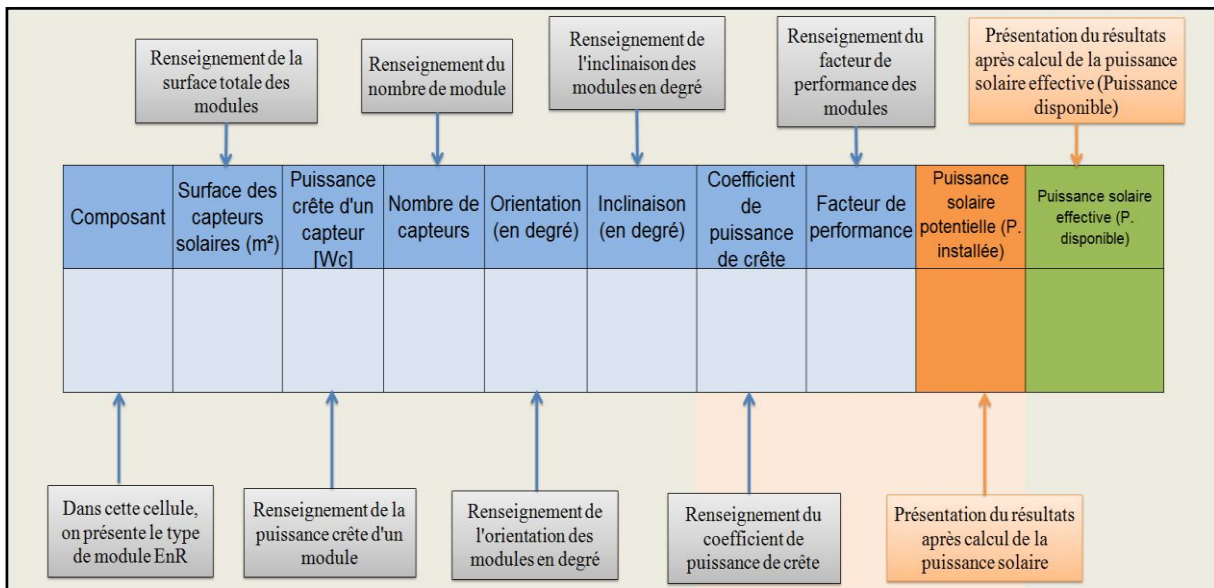 Renseignement de la
surface totale des
modules
Renseignement du
nombre de module
Renseignement de
l'inclinaison des
modules en degré
Renseignement du
facteur de
performance des
modules
Présentation du résultats
après calcul de la puissance
solaire effective (Puissance
disponible)
Composant
Surface des
capteurs
solaires (m²)
Puissance
crête d'un
capteur
[Wc]
Nombre de
capteurs
Orientation
(en degré)
Inclinaison
(en degré)
Coefficient
de
puissance
de crête
Facteur de
performance
Puissance
solaire
potentielle (P.
installée)
Puissance solaire
effective (P.
disponible)
Dans cette cellule,
on présente le type
de module EnR
Renseignement de la
puissance crête d'un
module
Renseignement de
l'orientation des
modules en degré
Renseignement du
coefficient de
puissance de crête
Présentation du résultats
après calcul de la
puissance solaire